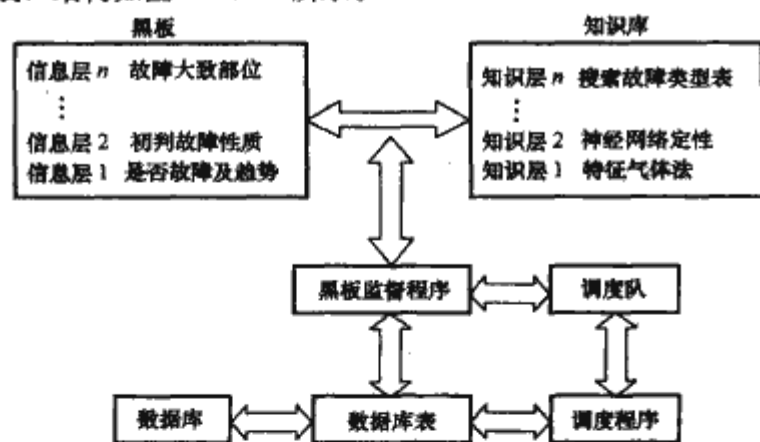 黑板
信息层 n 故障大致部位
⋮
信息层 2 初判故障性质
信息层 1 是否故障及趋势
知识库
知识层 n 搜索故障类型表
⋮
知识层 2 神经网络定性
知识层 1 特征气体法
黑板监督程序
调度队
数据库
数据库表
调度程序